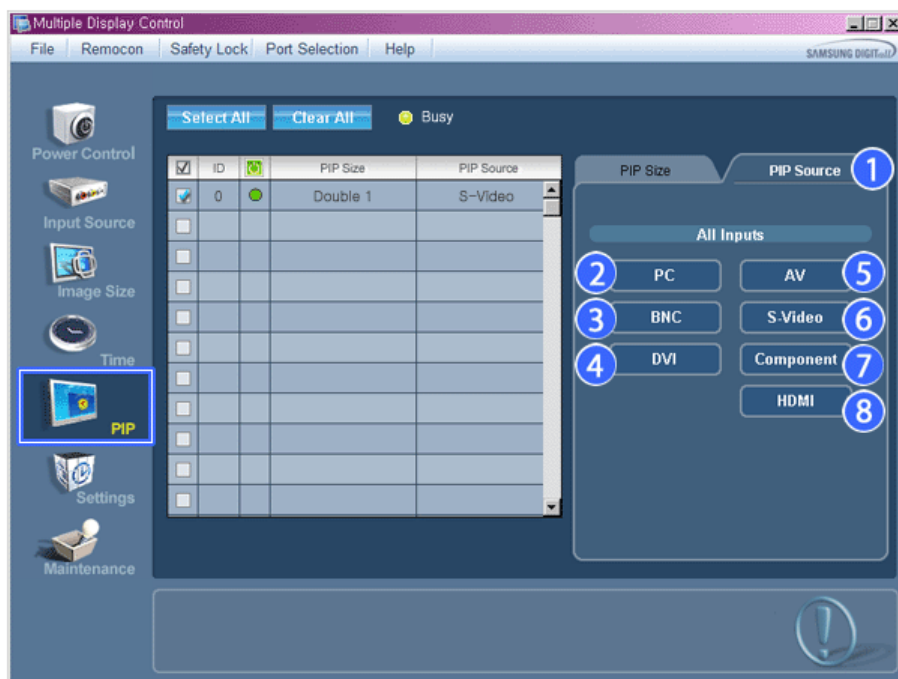 Multiple Display Control
File Remocon Safety Lock Port Selection Help
SAMSUNG DIGITall
Select All Clear All Busy
Power Control
ID PIP Size PIP Source
PIP Size PIP Source 1
0 Double 1 S-Video
Input Source
All Inputs
2 PC AV 5
Image Size
3 BNC S-Video 6
4 DVI Component 7
Time
HDMI 8
PIP
Settings
Maintenance